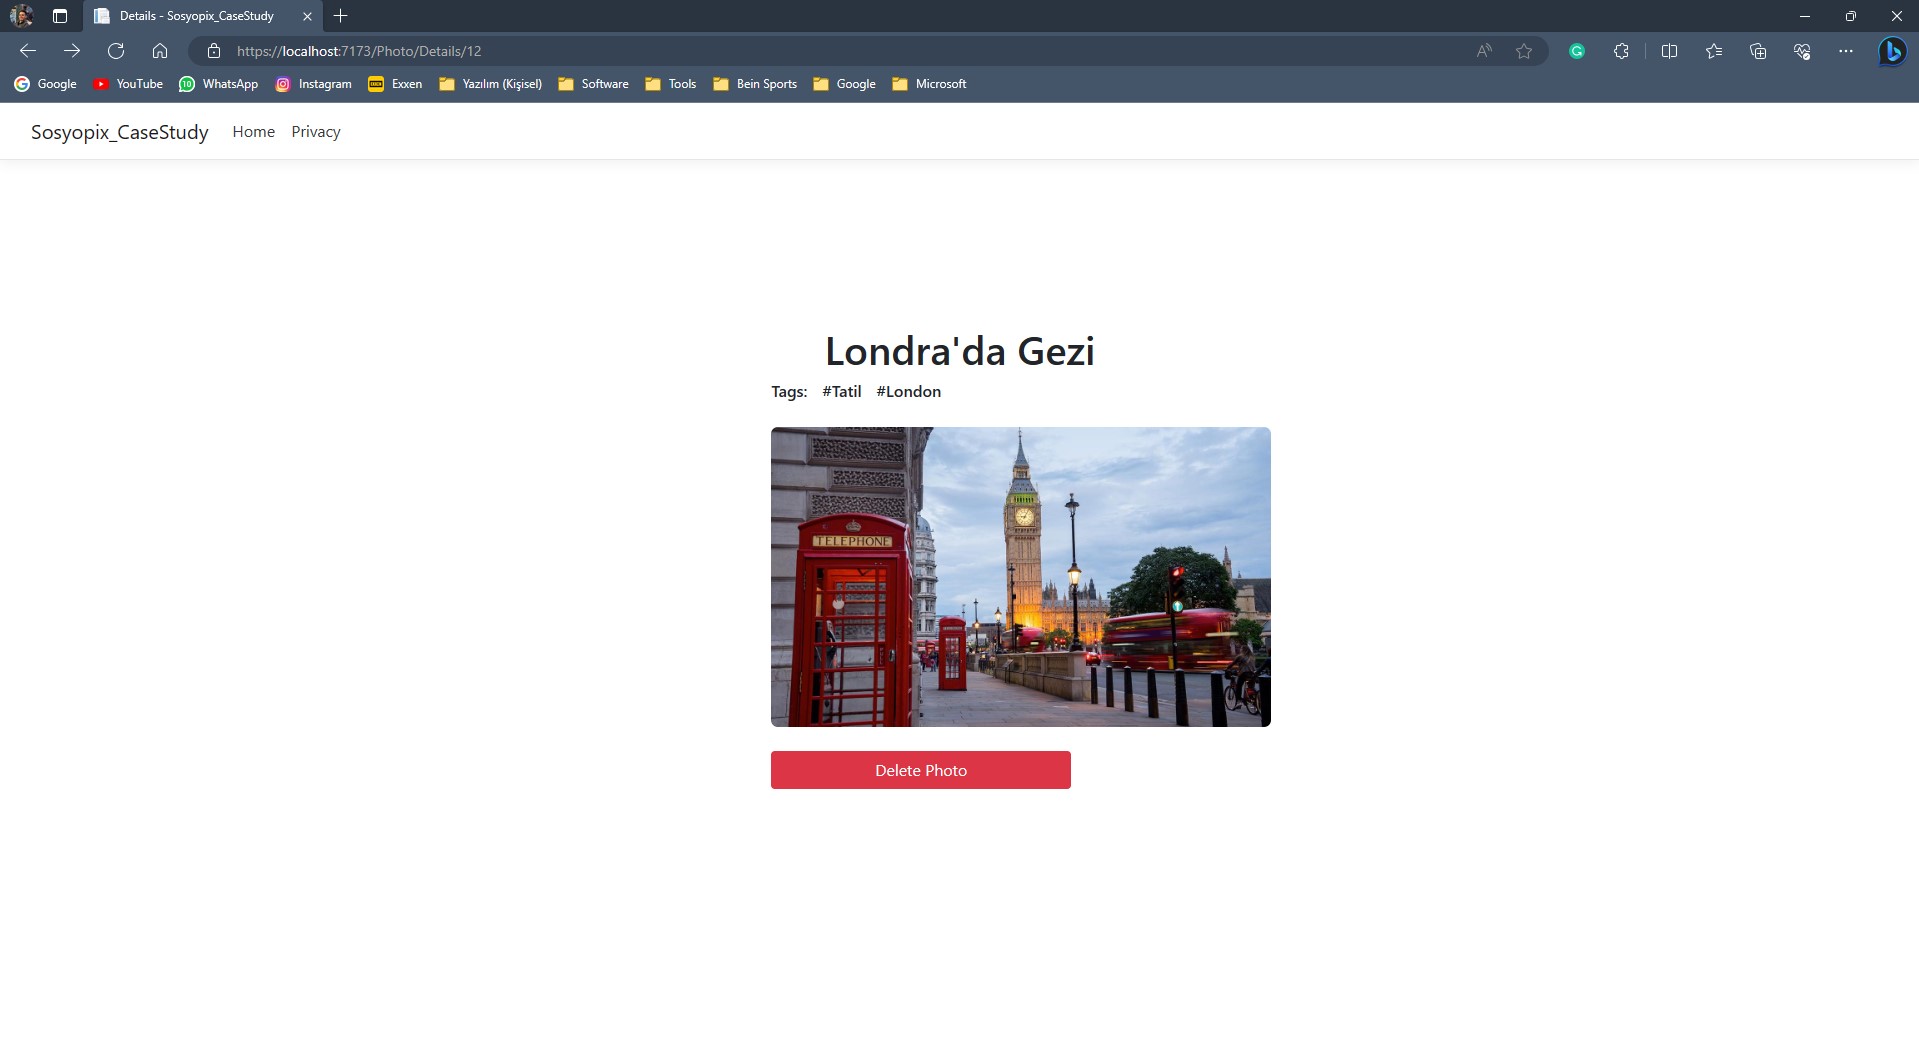 Details - Sosyopix_CaseStudy
https://localhost:7173/Photo/Details/12
Google YouTube WhatsApp Instagram Exxen Yazılım (Kişisel) Software Tools Bein Sports Google Microsoft
Sosyopix_CaseStudy Home Privacy
Londra'da Gezi
Tags: #Tatil #London
TELEPHONE
Delete Photo